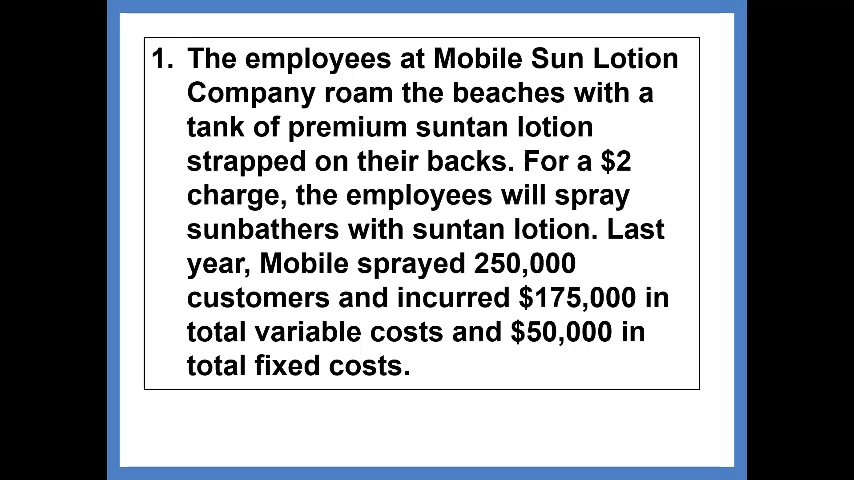 1. The employees at Mobile Sun Lotion
Company roam the beaches with a
tank of premium suntan lotion
strapped on their backs. For a $2
charge, the employees will spray
sunbathers with suntan lotion. Last
year, Mobile sprayed 250,000
customers and incurred $175,000 in
total variable costs and $50,000 in
total fixed costs.